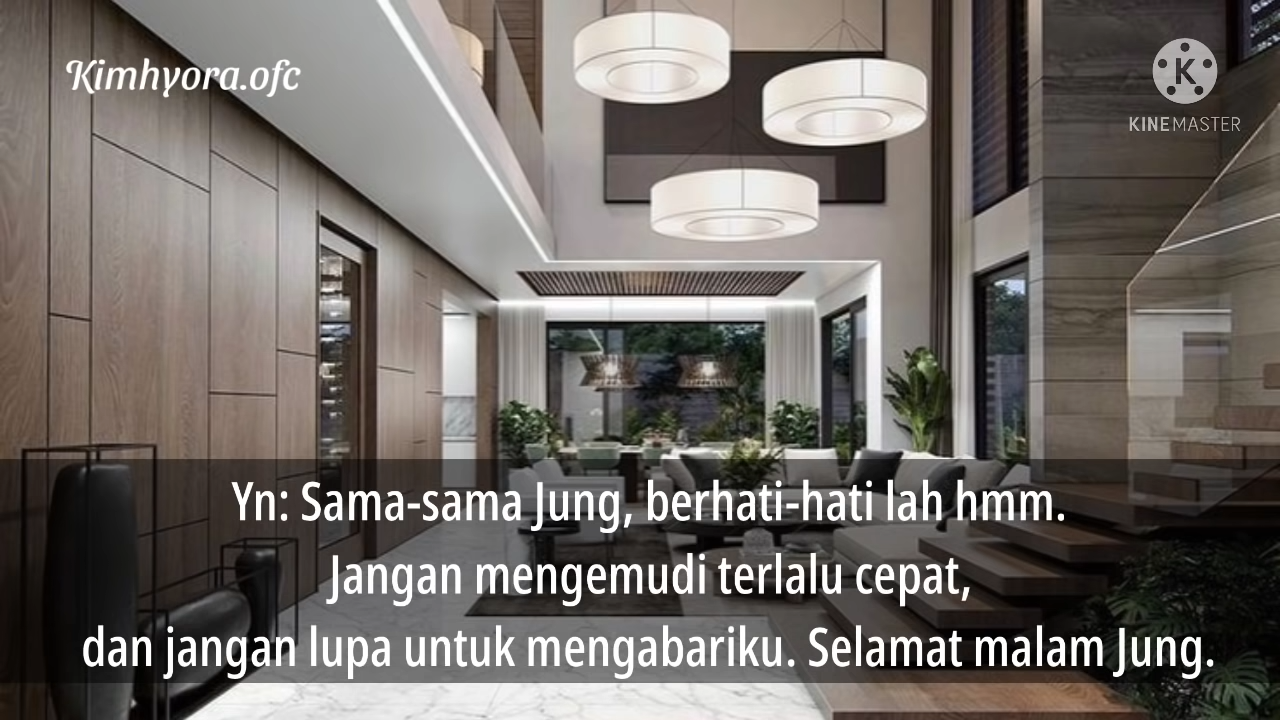 Kimhyora.ofc
K
KINEMASTER
Yn: Sama-sama Jung, berhati-hati lah hmm.
Jangan mengemudi terlalu cepat,
dan jangan lupa untuk mengabariku. Selamat malam Jung.